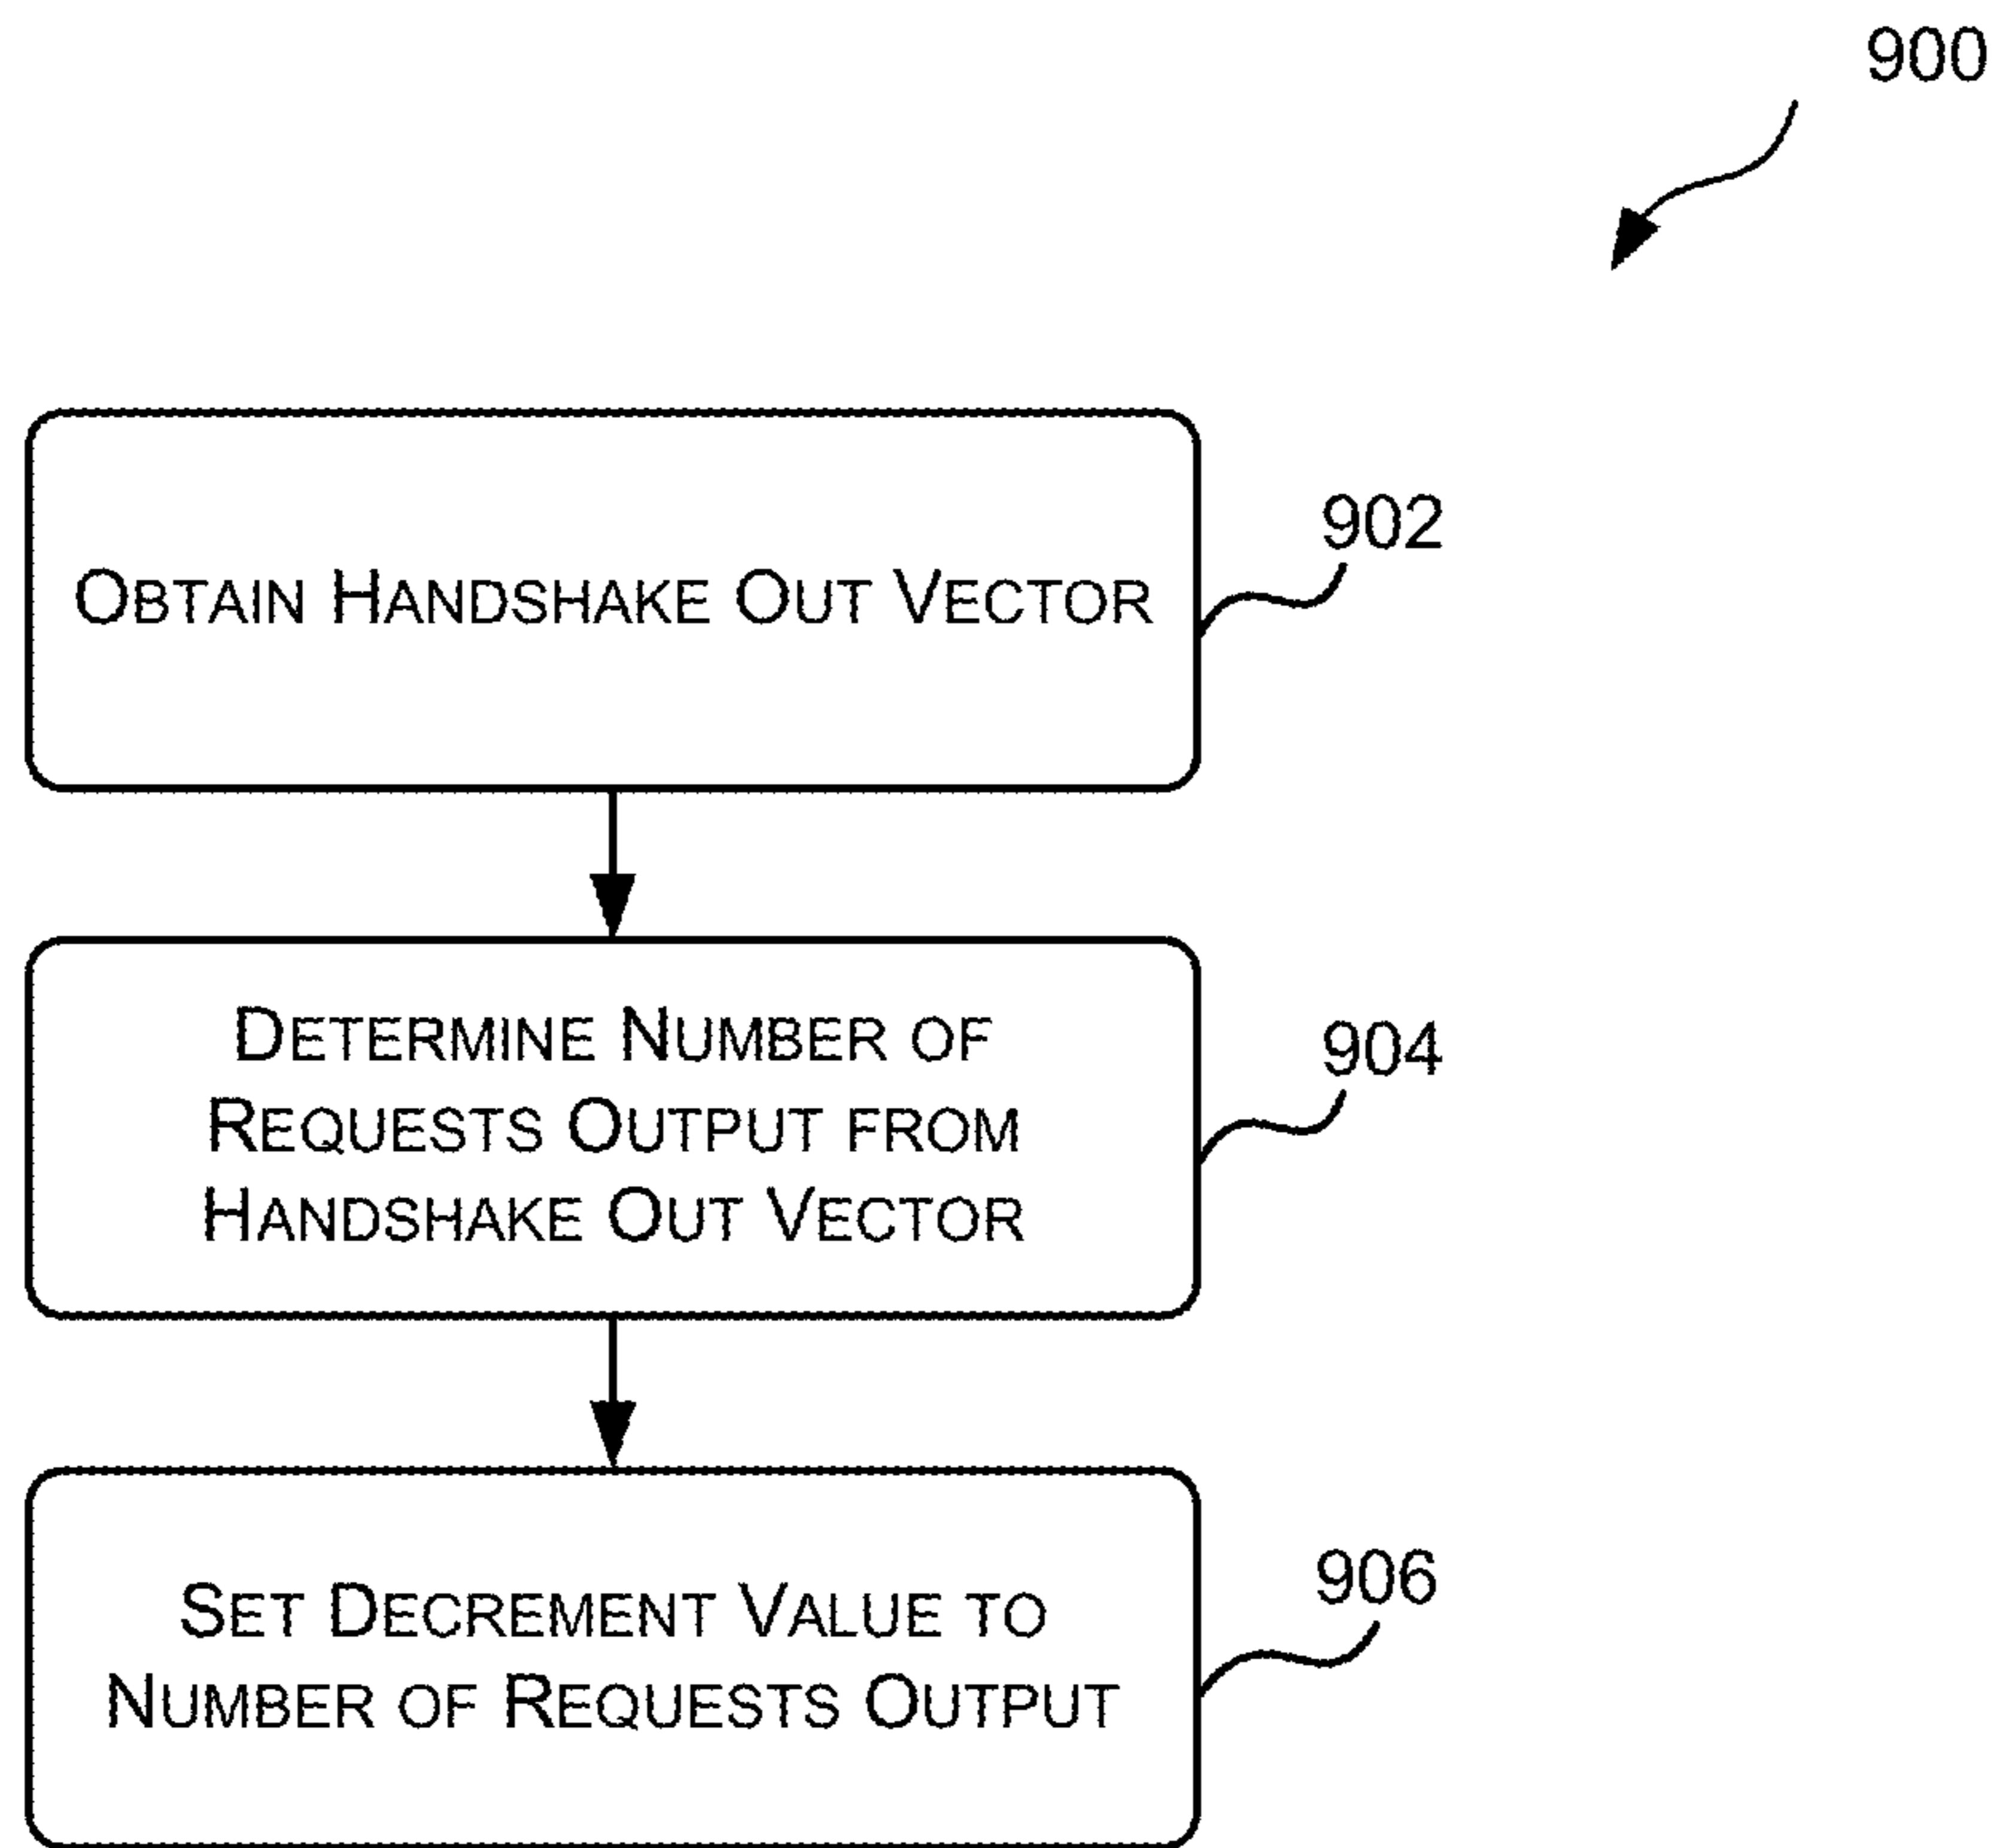 900
Obtain Handshake Out Vector
902
Determine Number of
Requests Output from
Handshake Out Vector
904
Set Decrement Value to
Number of Requests Output
906